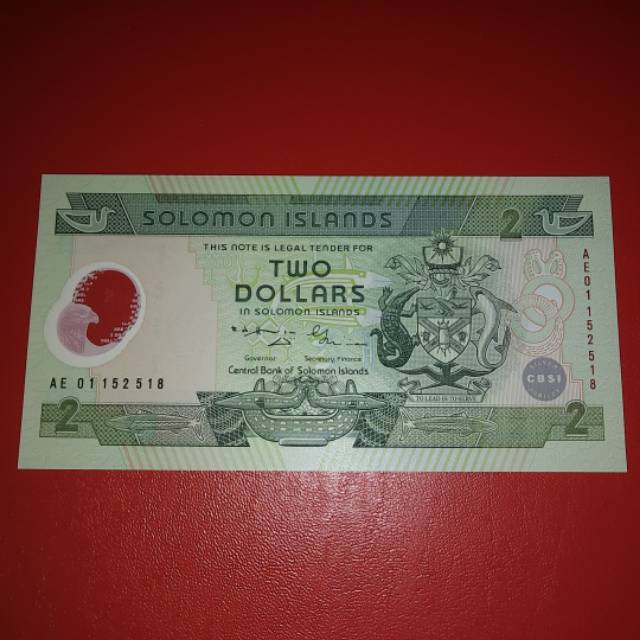 SOLOMON ISLANDS 2
THIS NOTE IS LEGAL TENDER FOR
TWO
DOLLARS
IN SOLOMON ISLANDS
Governor Secretary Finance
Central Bank of Solomon Islands
AE 01152518
AE01152518
CBSI
TO LEAD IS TO SERVE
2 2